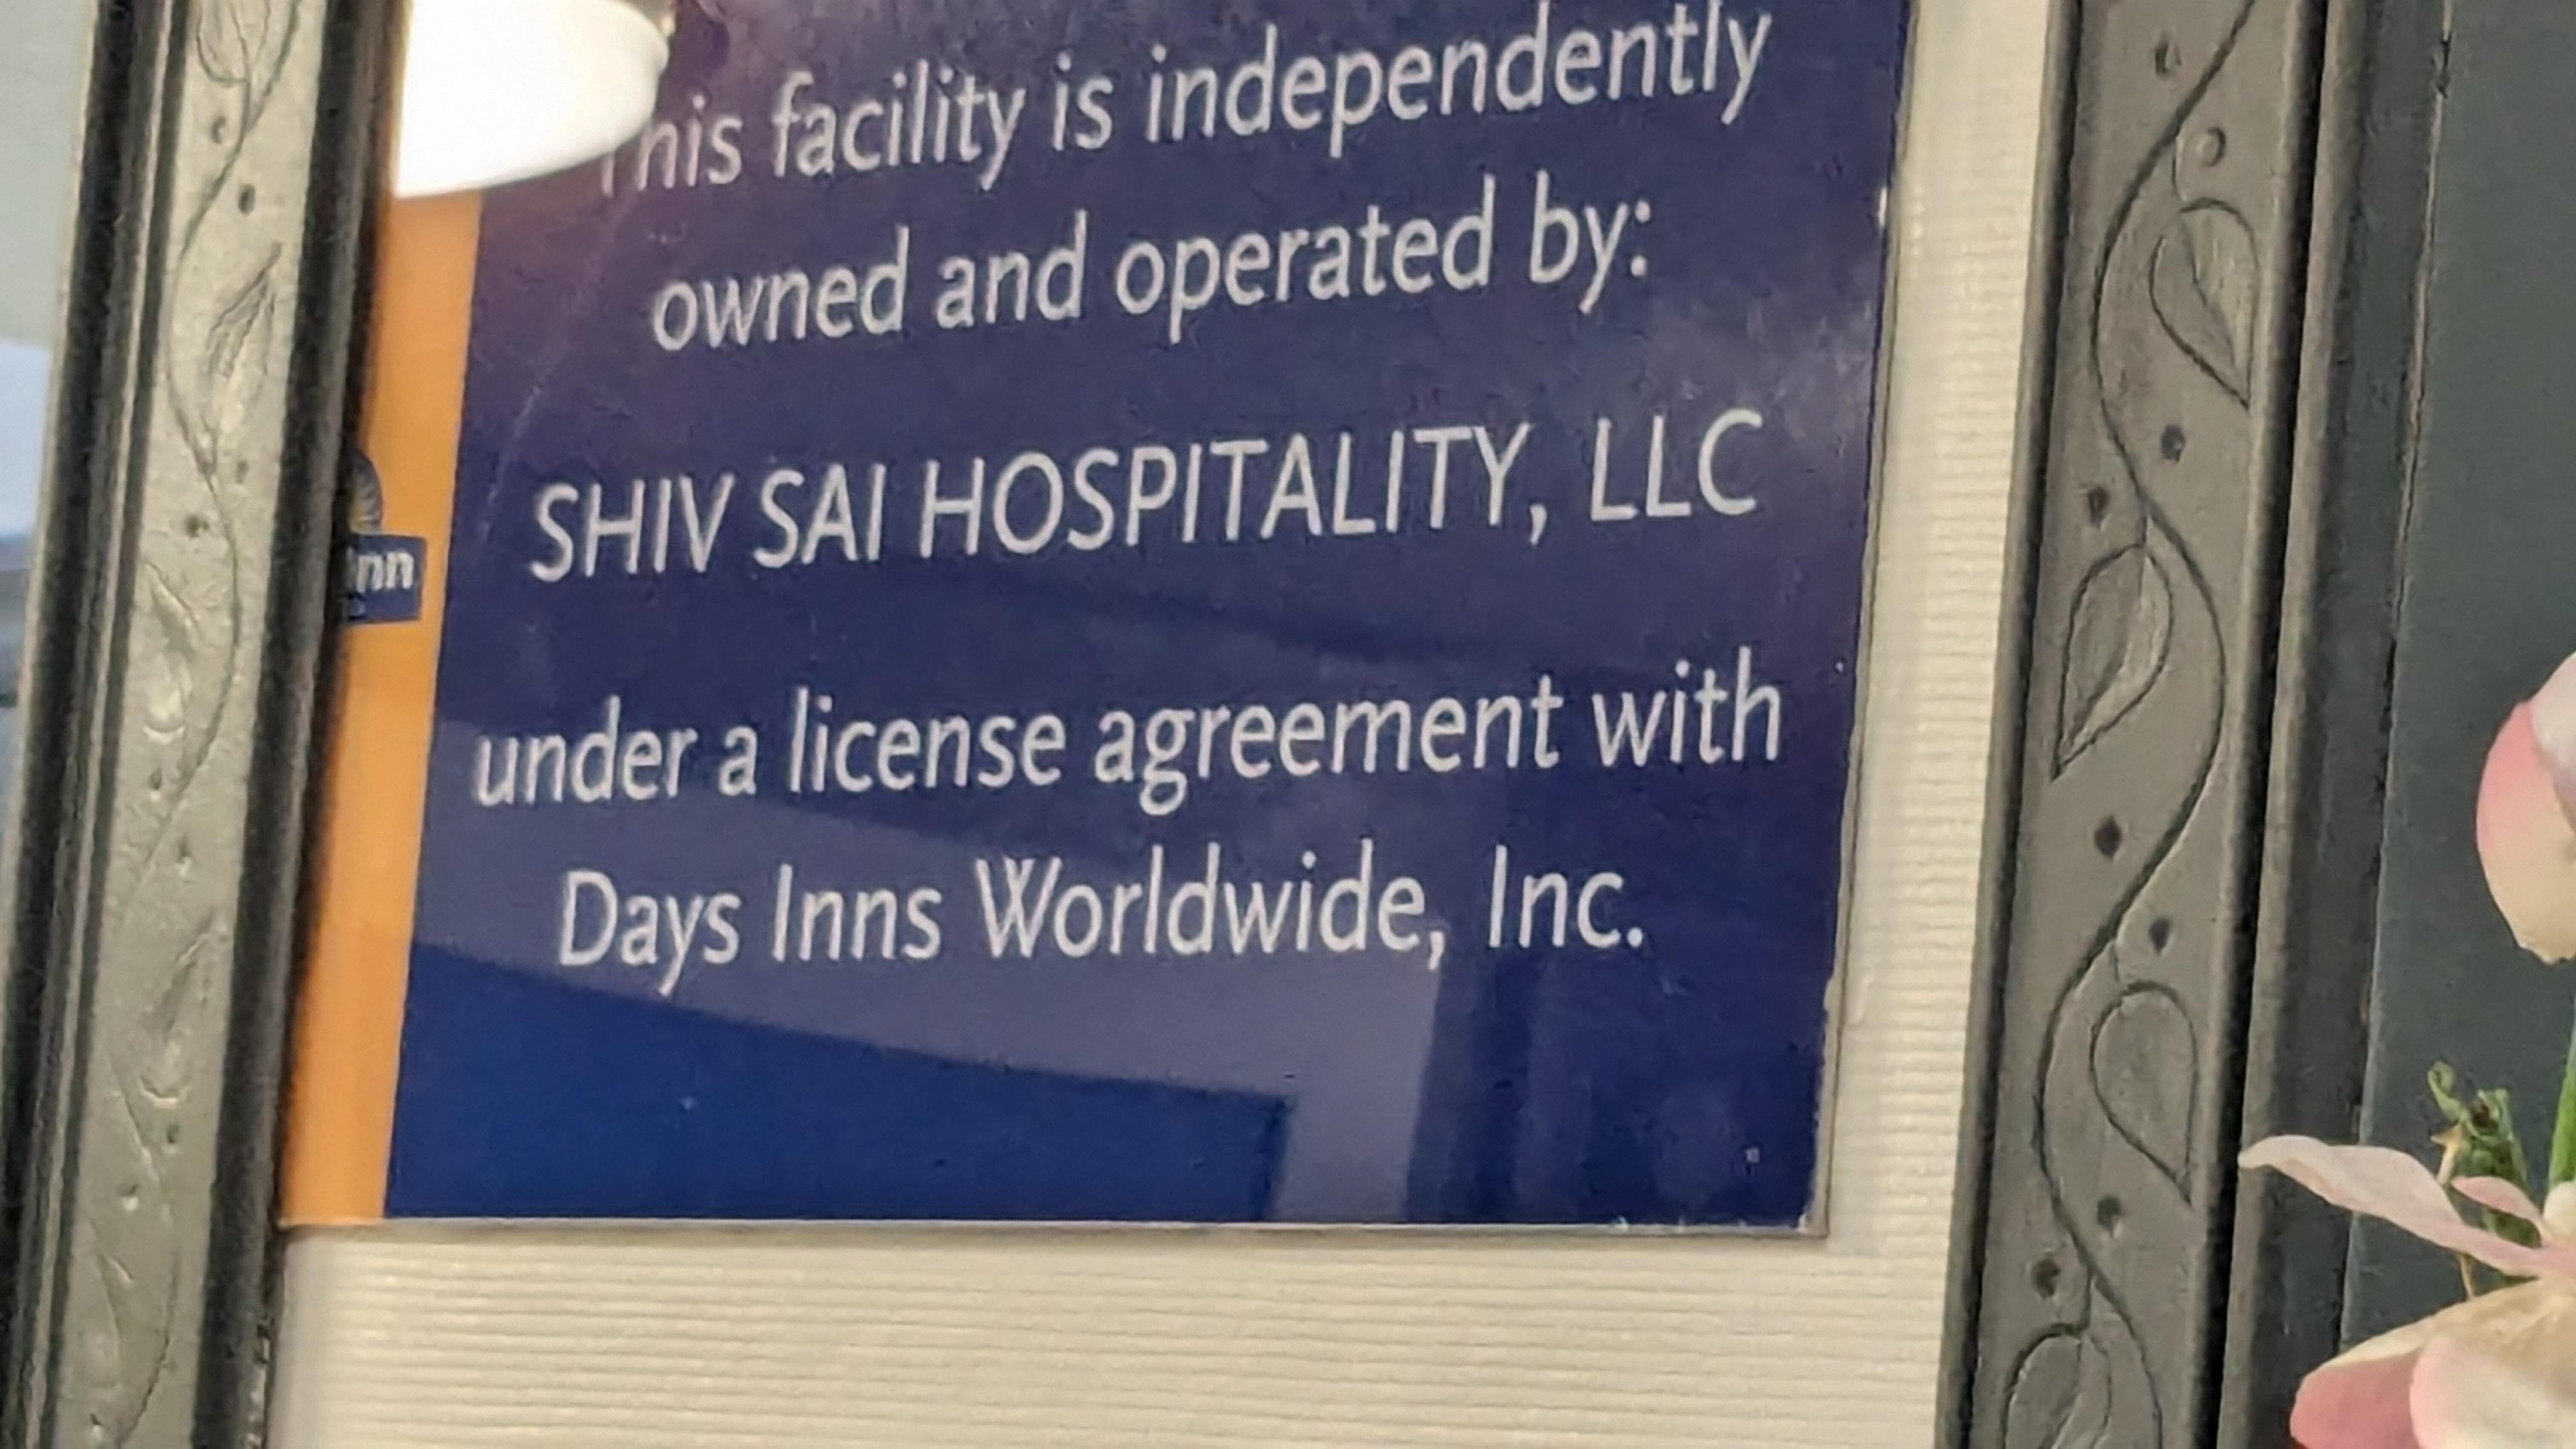 This facility is independently
owned and operated by:
SHIV SAI HOSPITALITY, LLC
nn
under a license agreement with
Days Inns Worldwide, Inc.